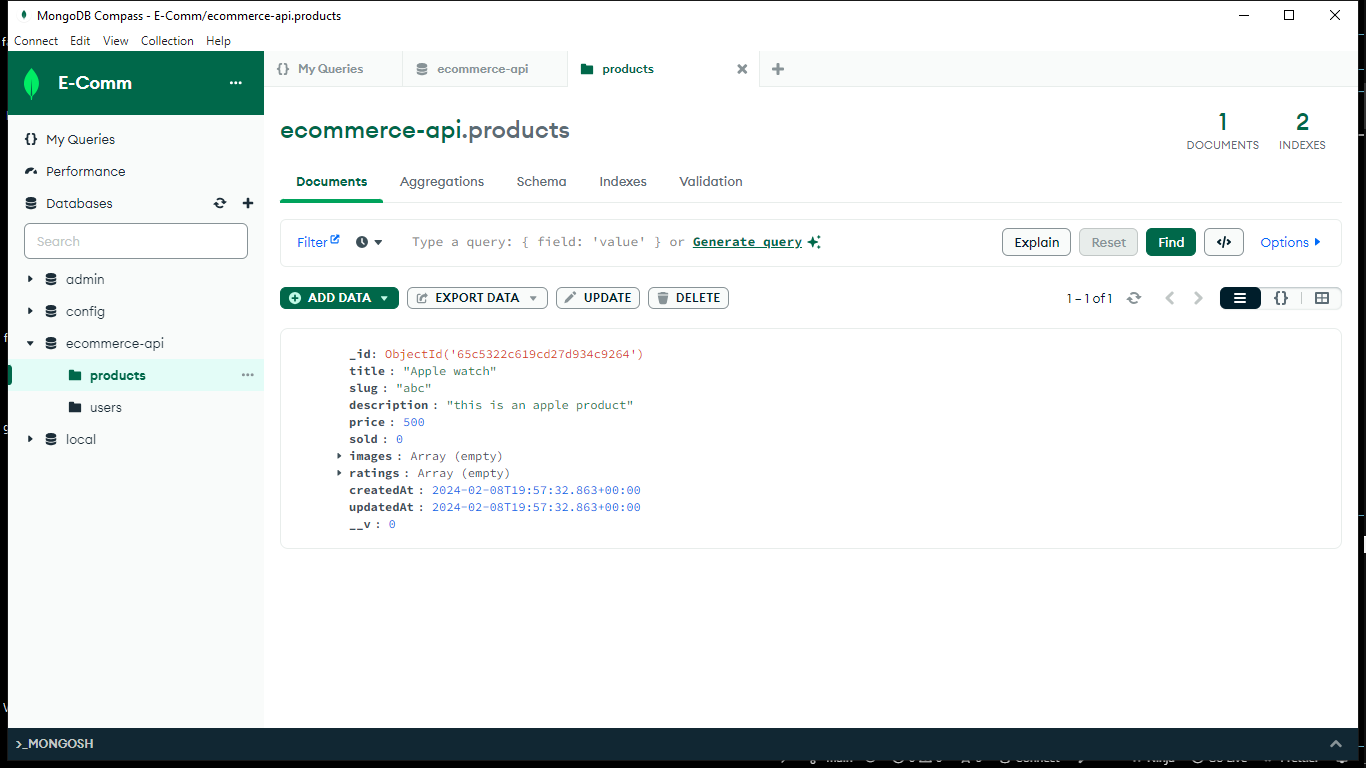 MongoDB Compass - E-Comm/ecommerce-api.products
Connect Edit View Collection Help
E-Comm
My Queries
Performance
Databases
Search
admin
config
ecommerce-api
products
users
local
My Queries ecommerce-api products
ecommerce-api.products
1 DOCUMENTS
2 INDEXES
Documents Aggregations Schema Indexes Validation
Filter Type a query: { field: 'value' } or Generate query Explain Reset Find </> Options
ADD DATA EXPORT DATA UPDATE DELETE 1 – 1 of 1 {}
_id: ObjectId('65c5322c619cd27d934c9264')
title : "Apple watch"
slug : "abc"
description : "this is an apple product"
price : 500
sold : 0
images : Array (empty)
ratings : Array (empty)
createdAt : 2024-02-08T19:57:32.863+00:00
updatedAt : 2024-02-08T19:57:32.863+00:00
__v : 0
>_MONGOSH